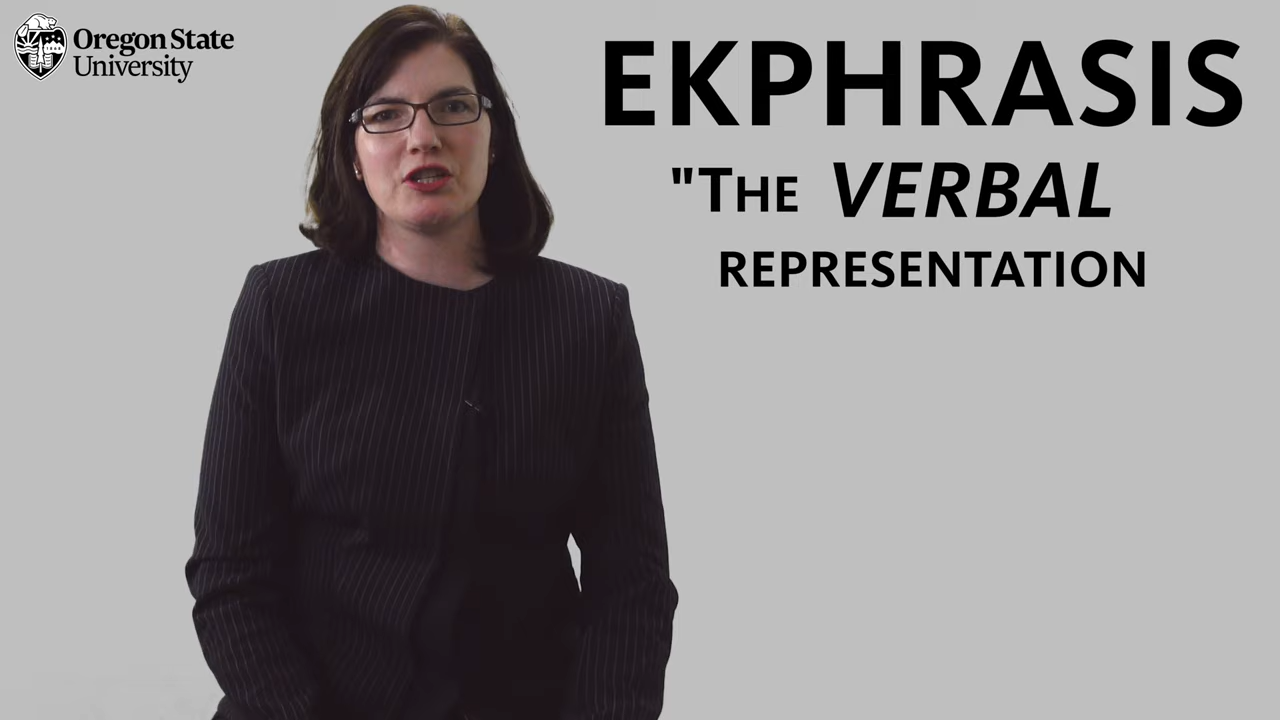 Oregon State
University
EKPHRASIS
"THE VERBAL
REPRESENTATION